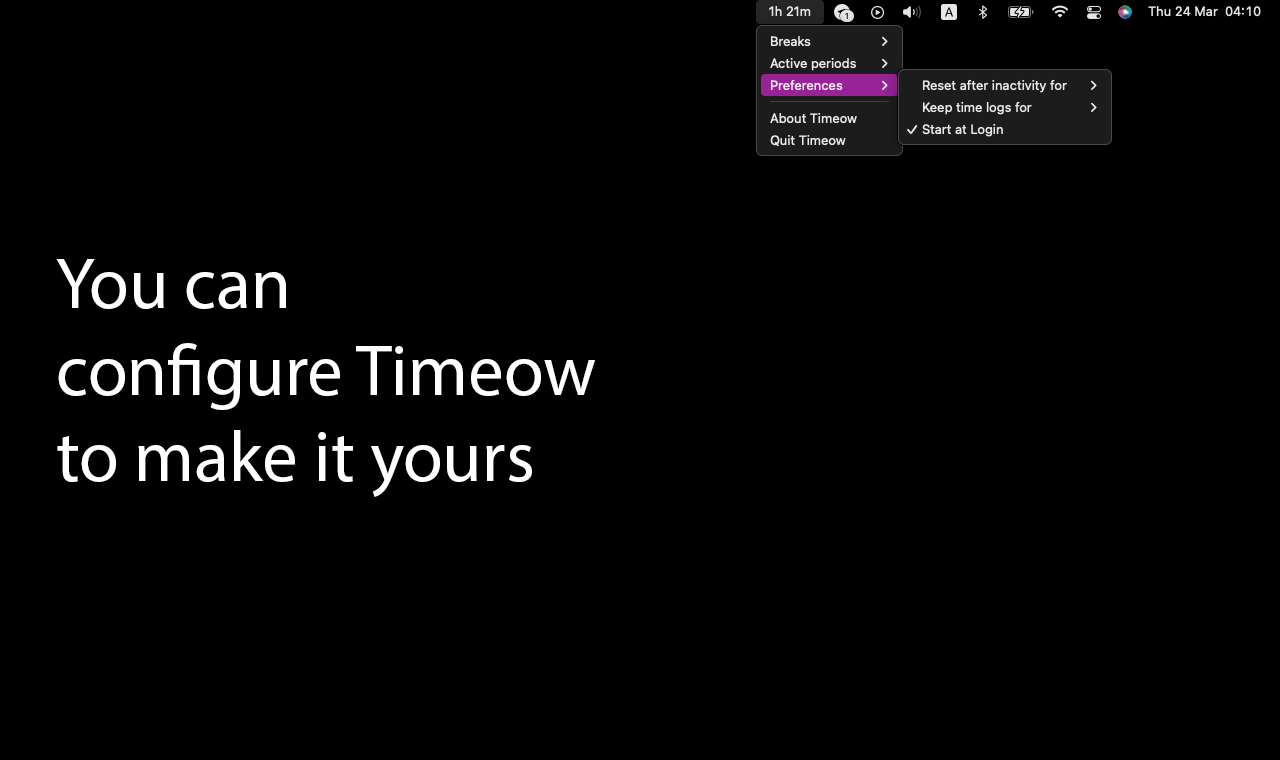 1h 21m 1 A Thu 24 Mar 04:10
Breaks
Active periods
Preferences
About Timeow
Quit Timeow
Reset after inactivity for
Keep time logs for
Start at Login
You can
configure Timeow
to make it yours